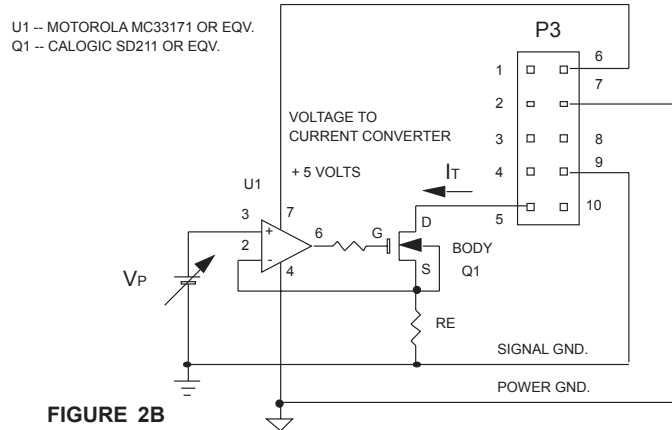 U1 -- MOTOROLA MC33171 OR EQV.
Q1 -- CALOGIC SD211 OR EQV.
P3
1
6
7
2
3
8
4
9
5
10
VOLTAGE TO
CURRENT CONVERTER
+ 5 VOLTS
IT
U1
3
7
+
2
-
6
4
G
D
S
BODY
Q1
VP
RE
SIGNAL GND.
POWER GND.
FIGURE 2B